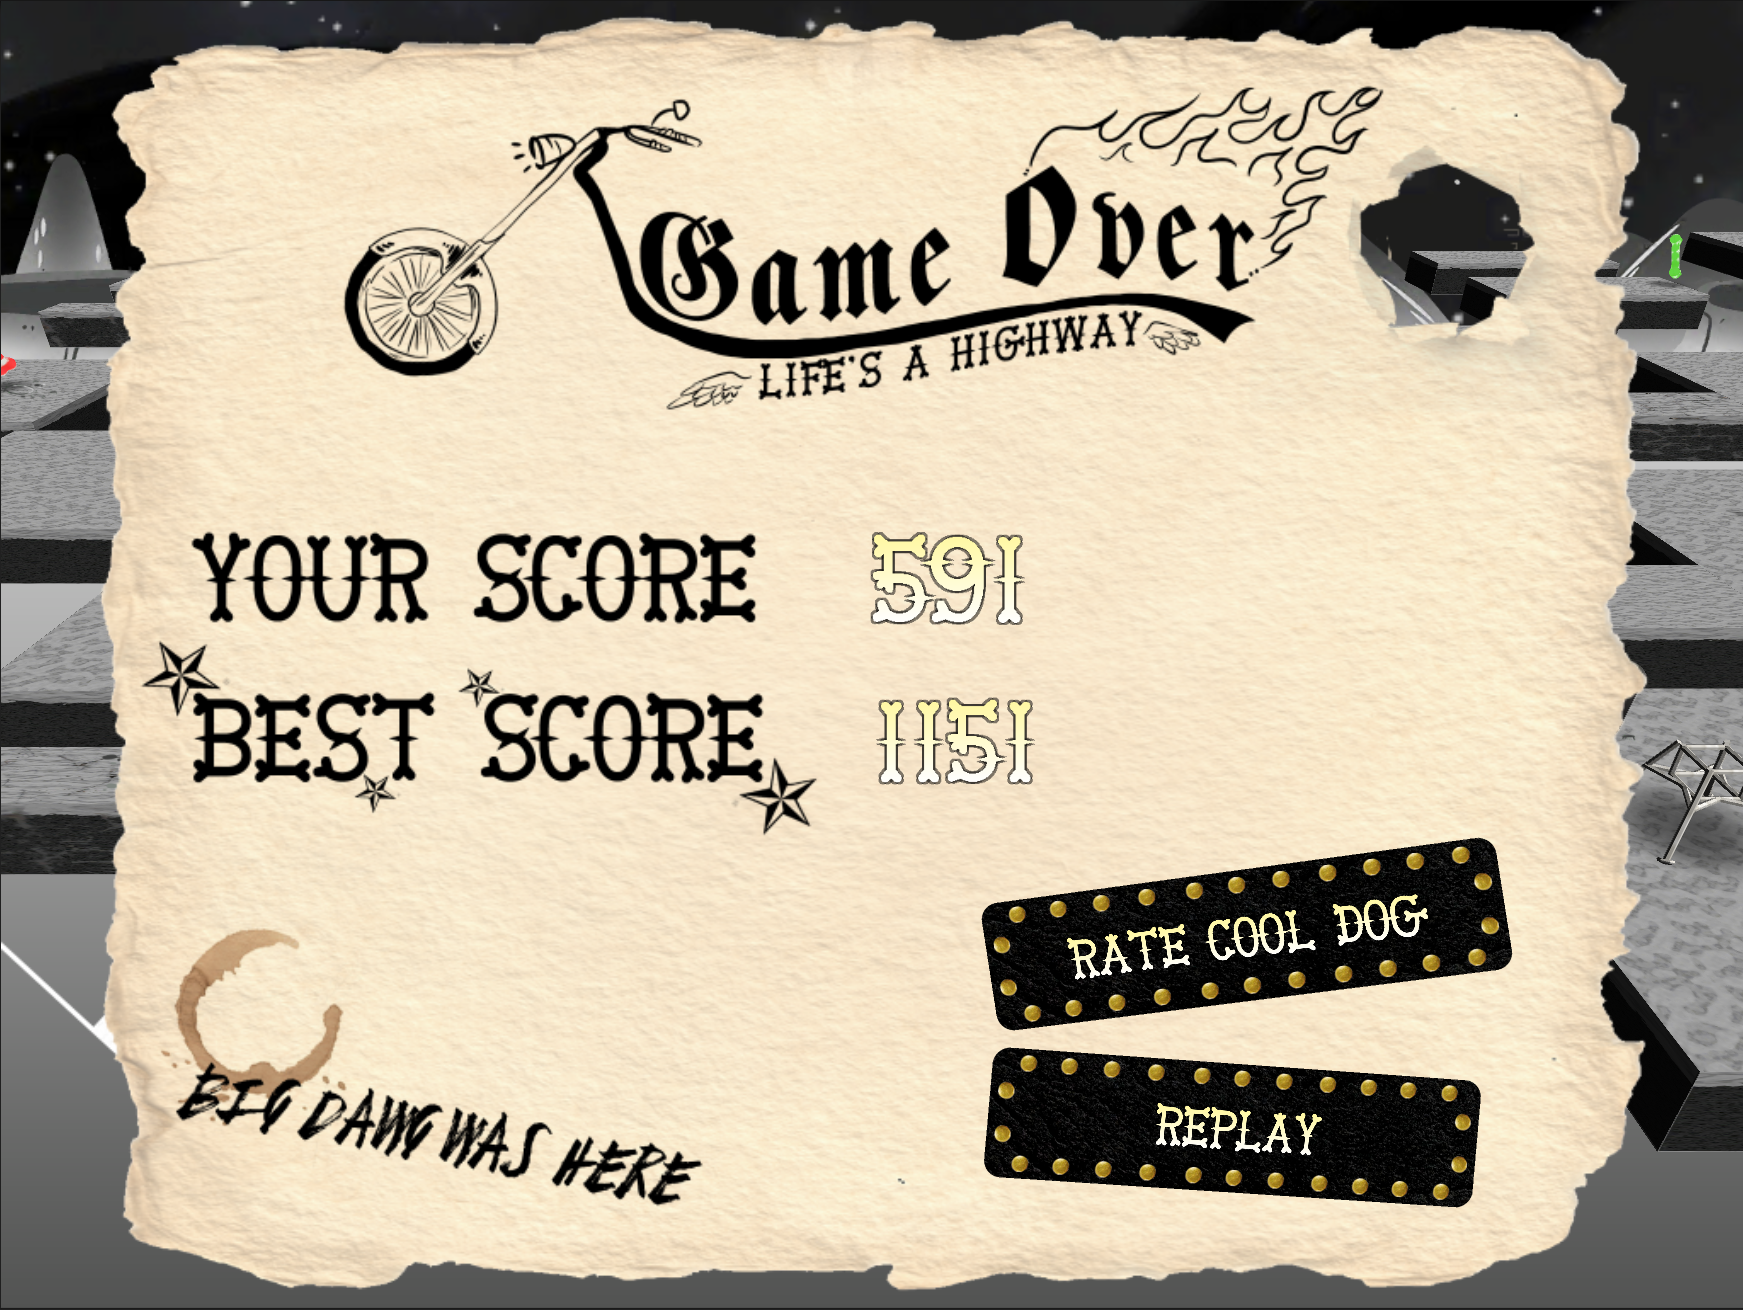 Game Over
LIFE'S A HIGHWAY
YOUR SCORE 591
BEST SCORE 1151
RATE COOL DOG
BIG DAWG WAS HERE
REPLAY